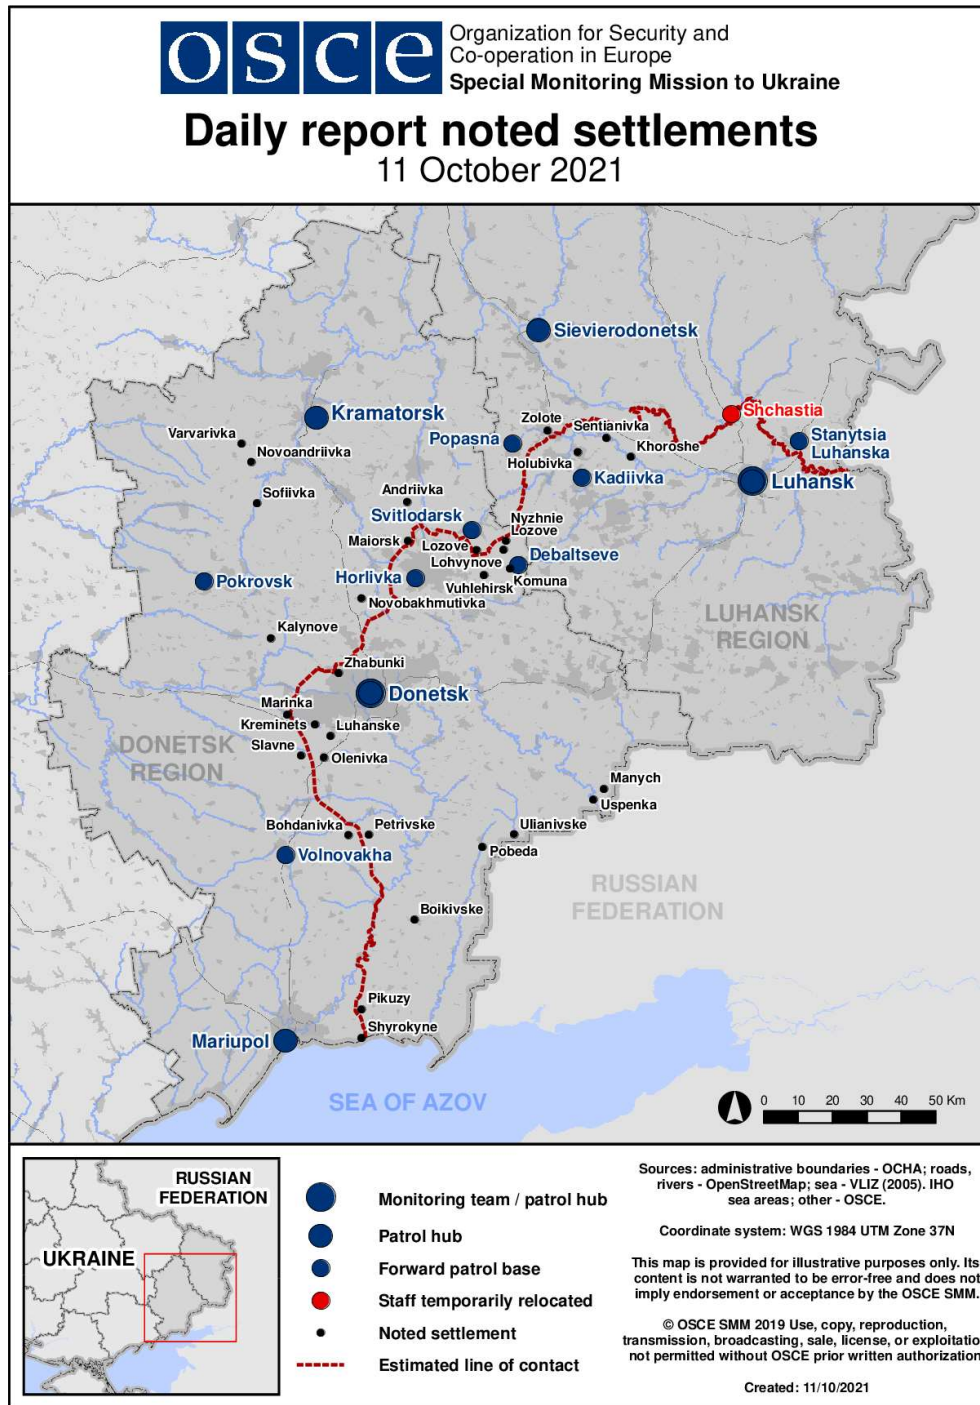 osce
Organization for Security and
Co-operation in Europe
Special Monitoring Mission to Ukraine
Daily report noted settlements
11 October 2021
Sievierodonetsk
Kramatorsk
Shchastia
Zolote
Sentianivka
Varvarivka
Popasna
Stanytsia
Luhanska
Novoandriivka
Khoroshe
Holubivka
Kadiivka
Luhansk
Andriivka
Sofiivka
Svitlodarsk
Nyzhnie
Lozove
Maiorsk
Lozove
Lohvynove
Debaltseve
Pokrovsk
Horlivka
Vuhlehirsk
Komuna
Novobakhmutivka
LUHANSK
REGION
Kalynove
Zhabunki
Donetsk
Marinka
Kreminets
Luhanske
DONETSK
REGION
Slavne
Olenivka
Manych
Uspenka
Bohdanivka
Petrivske
Ulianivske
Pobeda
Volnovakha
RUSSIAN
FEDERATION
Boikivske
Pikuzy
Shyrokyne
Mariupol
SEA OF AZOV
0 10 20 30 40 50 Km
RUSSIAN
FEDERATION
UKRAINE
Monitoring team / patrol hub
Patrol hub
Forward patrol base
Staff temporarily relocated
Noted settlement
Estimated line of contact
Sources: administrative boundaries - OCHA; roads,
rivers - OpenStreetMap; sea - VLIZ (2005). IHO
sea areas; other - OSCE.
Coordinate system: WGS 1984 UTM Zone 37N
This map is provided for illustrative purposes only. Its
content is not warranted to be error-free and does not
imply endorsement or acceptance by the OSCE SMM.
© OSCE SMM 2019 Use, copy, reproduction,
transmission, broadcasting, sale, license, or exploitatio
not permitted without OSCE prior written authorization
Created: 11/10/2021